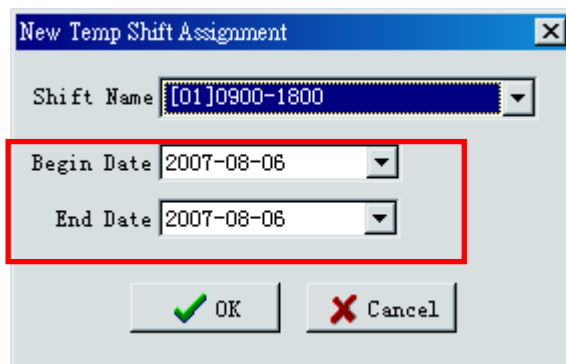 New Temp Shift Assignment
Shift Name [01]0900-1800
Begin Date 2007-08-06
End Date 2007-08-06
OK Cancel